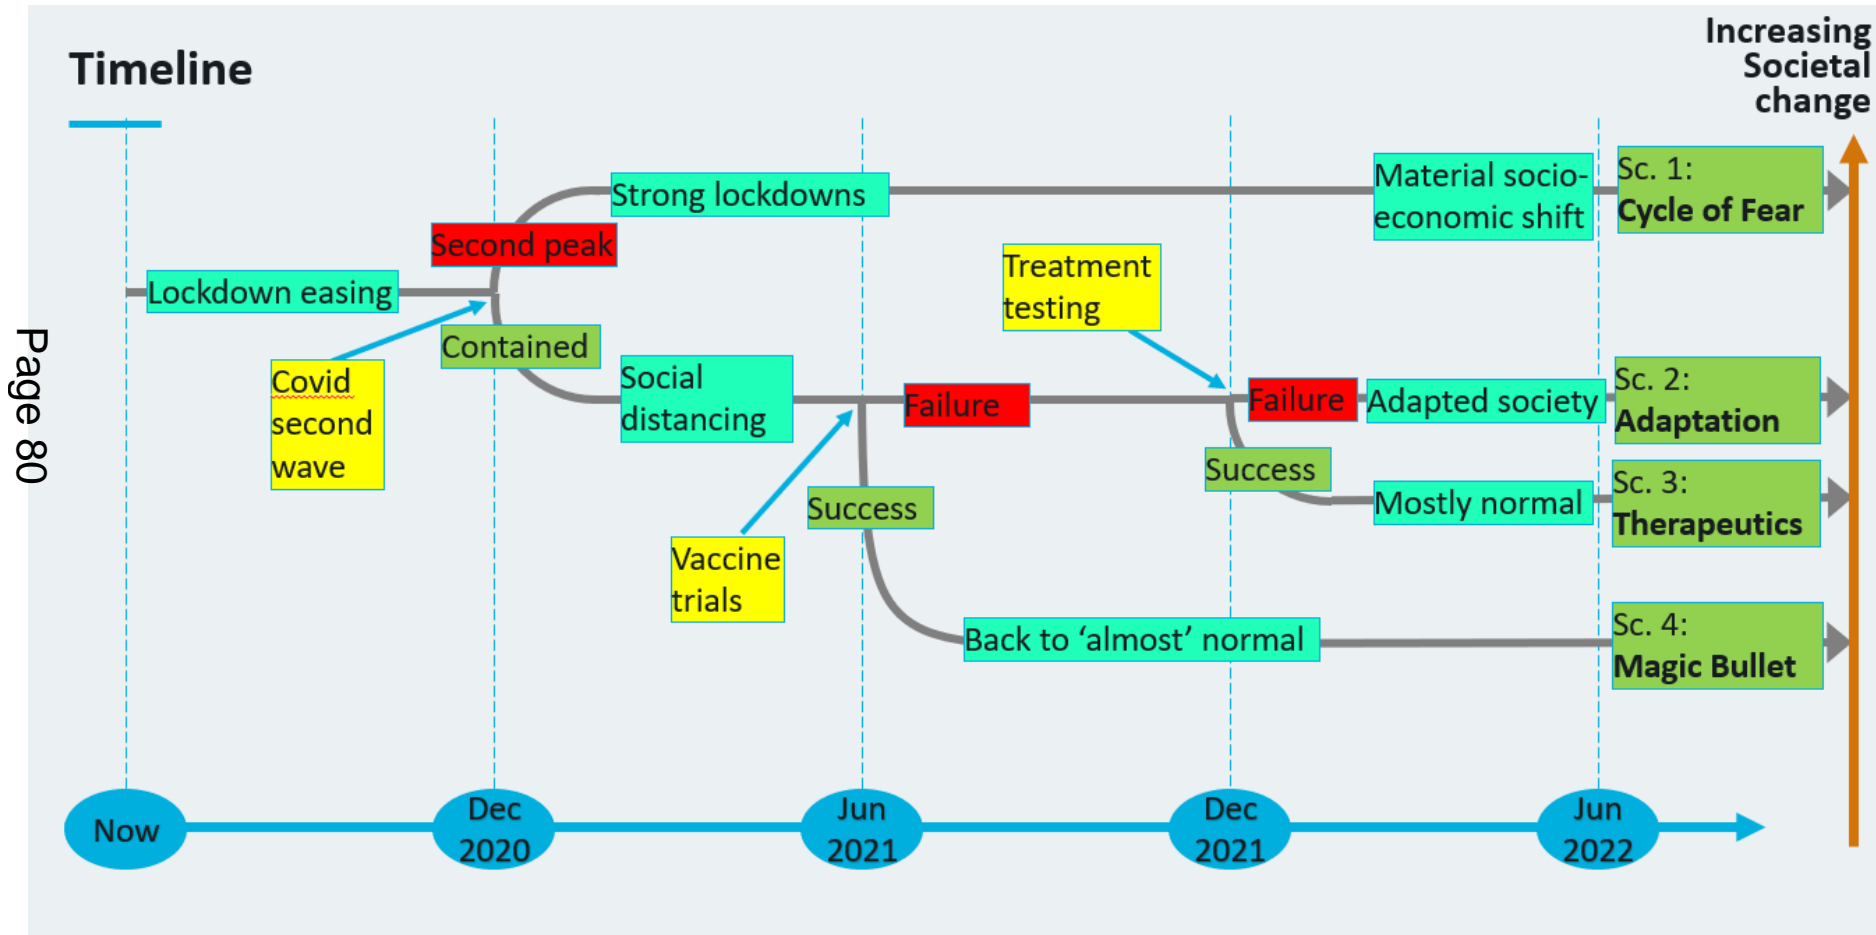 Timeline
Increasing
Societal
change
Strong lockdowns
Material socio-
economic shift
Sc. 1:
Cycle of Fear
Second peak
Lockdown easing
Treatment
testing
Contained
Covid
second
wave
Social
distancing
Failure
Failure
Adapted society
Sc. 2:
Adaptation
Success
Mostly normal
Sc. 3:
Therapeutics
Success
Vaccine
trials
Back to ‘almost’ normal
Sc. 4:
Magic Bullet
Now
Dec
2020
Jun
2021
Dec
2021
Jun
2022
Page 80